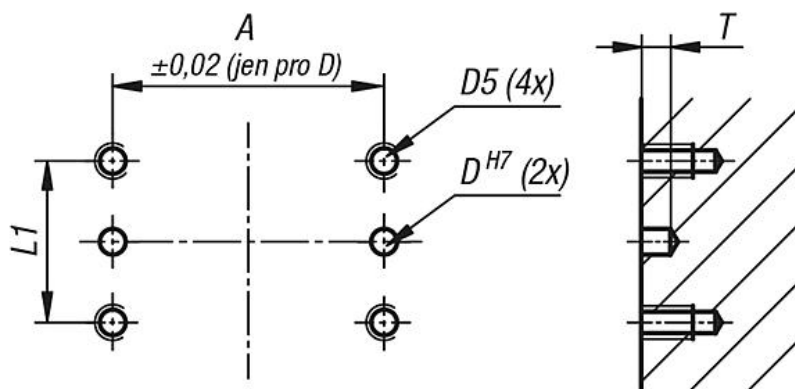 A
±0,02 (jen pro D)
T
D5 (4x)
D H7 (2x)
L1